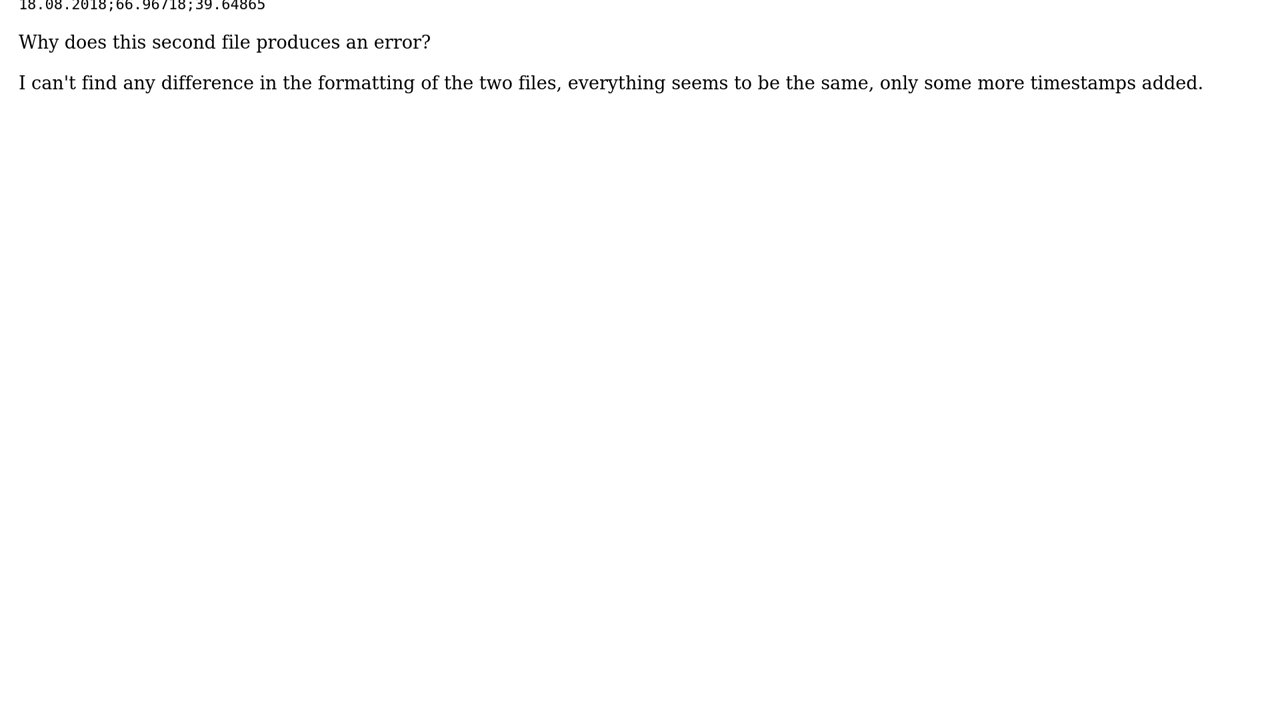 18.08.2018;66.96718;39.64865
Why does this second file produces an error?
I can't find any difference in the formatting of the two files, everything seems to be the same, only some more timestamps added.